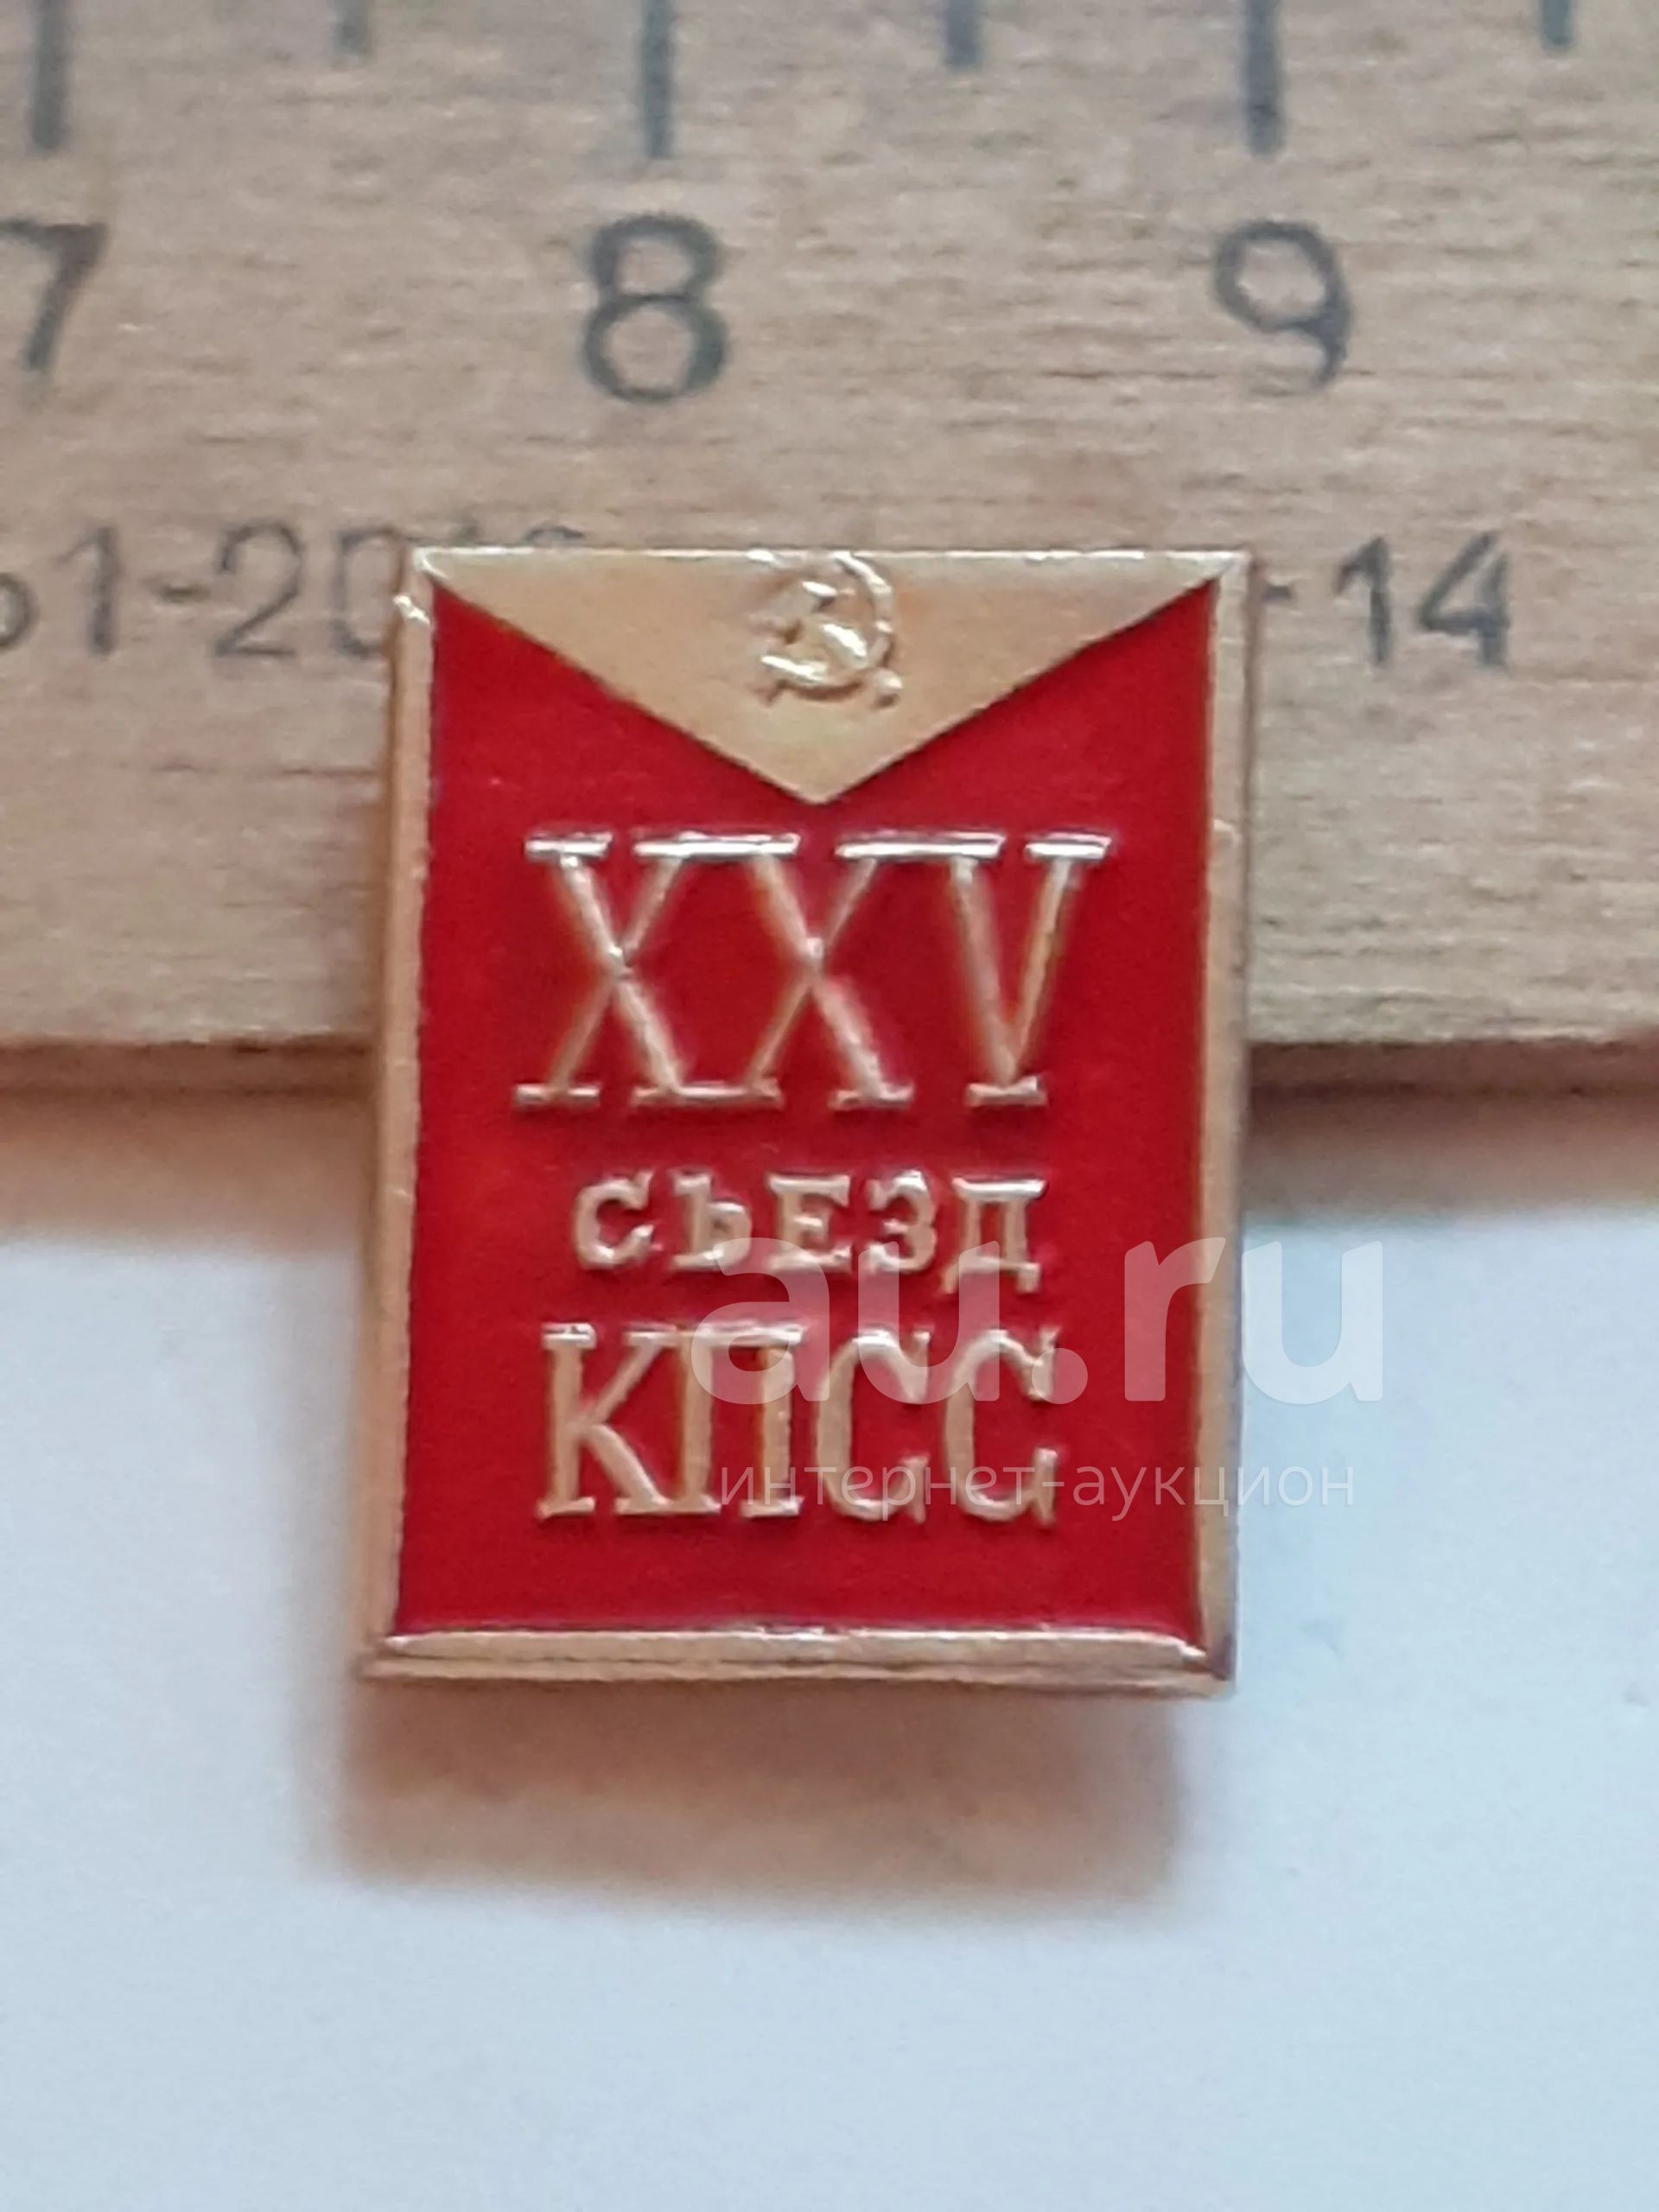 7 8 9
-14
XXV
СЪЕЗД
КПСС
au.ru
интернет-аукцион